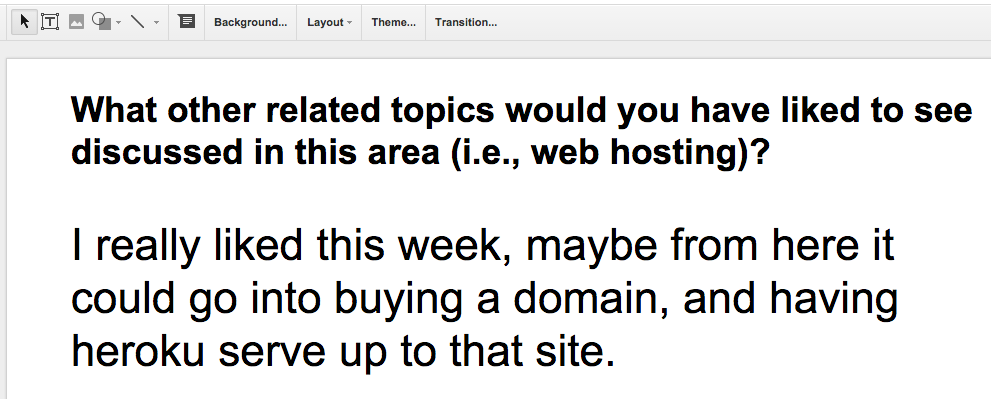 Background... Layout Theme... Transition...
What other related topics would you have liked to see
discussed in this area (i.e., web hosting)?
I really liked this week, maybe from here it
could go into buying a domain, and having
heroku serve up to that site.